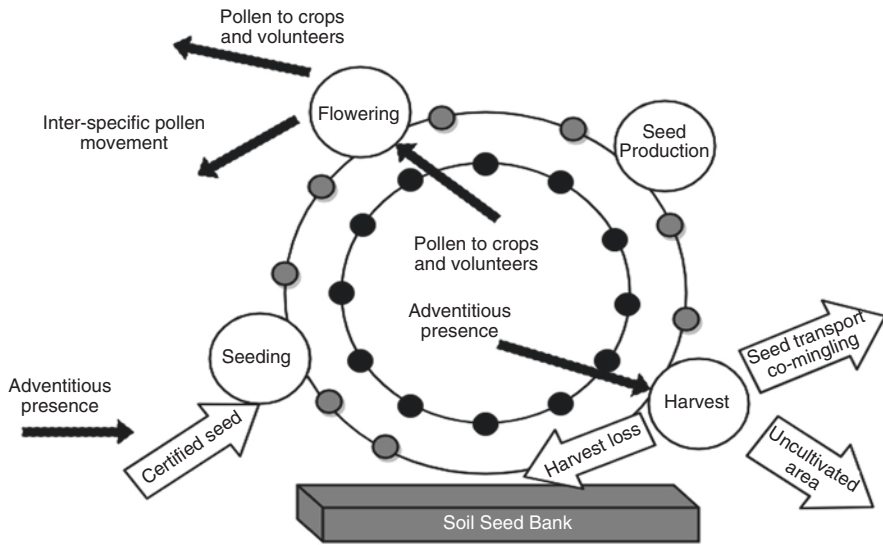 Pollen to crops
and volunteers
Flowering
Inter-specific pollen
movement
Seed
Production
Pollen to crops
and volunteers
Adventitious
presence
Seeding
Seed transport
co-mingling
Adventitious
presence
Certified seed
Harvest
Harvest loss
Uncultivated
area
Soil Seed Bank